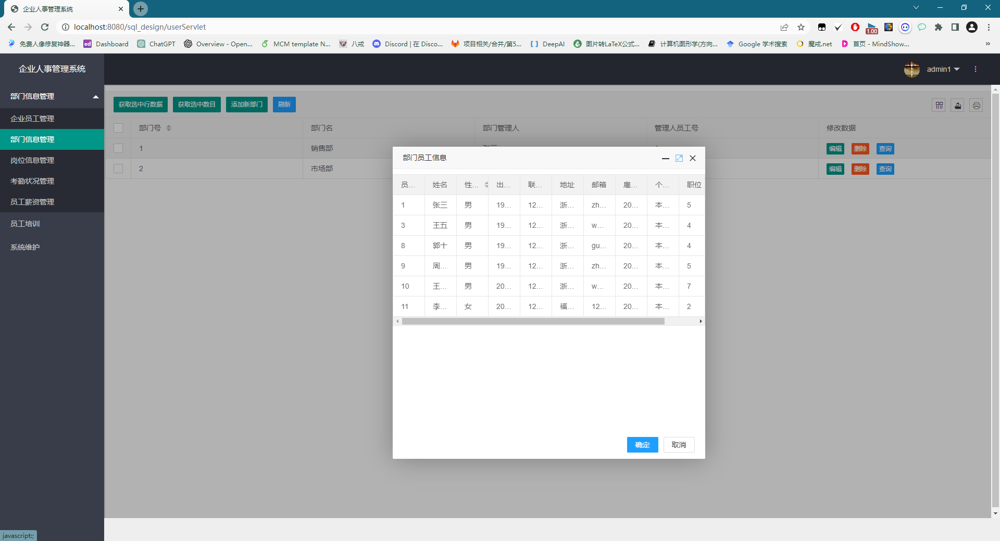 企业人事管理系统
localhost:8080/sql_design/userServlet
1.00
免费人像修复神器... Dashboard ChatGPT Overview - Open... MCM template N... 八戒 Discord | 在 Disco... 项目相关/合并/第5... DeepAI 图片转LaTeX公式... 计算机图形学(方向... Google 学术搜索 魔戒.net 首页 - MindShow... »
企业人事管理系统
admin1
部门信息管理
企业员工管理
部门信息管理
岗位信息管理
考勤状况管理
员工薪资管理
员工培训
系统维护
获取选中行数据 获取选中数目 添加新部门 刷新
部门号 部门名 部门管理人 管理人员工号 修改数据
1 销售部 编辑 删除 查询
2 市场部 编辑 删除 查询
部门员工信息
员... 姓名 性... 出... 联... 地址 邮箱 雇... 个... 职位
1 张三 男 19... 12... 浙... zh... 20... 本... 5
3 王五 男 19... 12... 浙... w... 20... 本... 4
8 郭十 男 19... 12... 浙... gu... 20... 本... 4
9 周... 男 19... 12... 浙... zh... 20... 本... 5
10 王... 男 20... 12... 浙... w... 20... 本... 7
11 李... 女 20... 12... 福... 12... 20... 本... 2
确定 取消
javascript:;